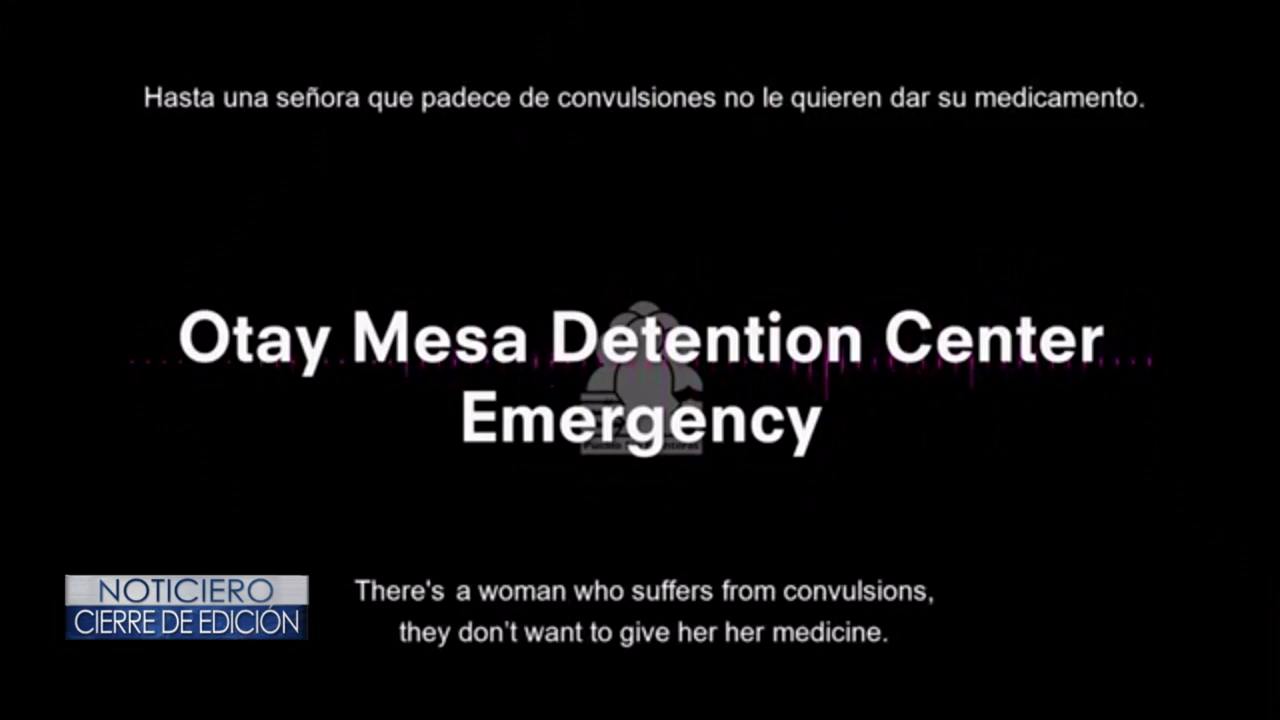 Hasta una señora que padece de convulsiones no le quieren dar su medicamento.
Otay Mesa Detention Center
Emergency
NOTICIERO
CIERRE DE EDICIÓN
There's a woman who suffers from convulsions,
they don't want to give her her medicine.